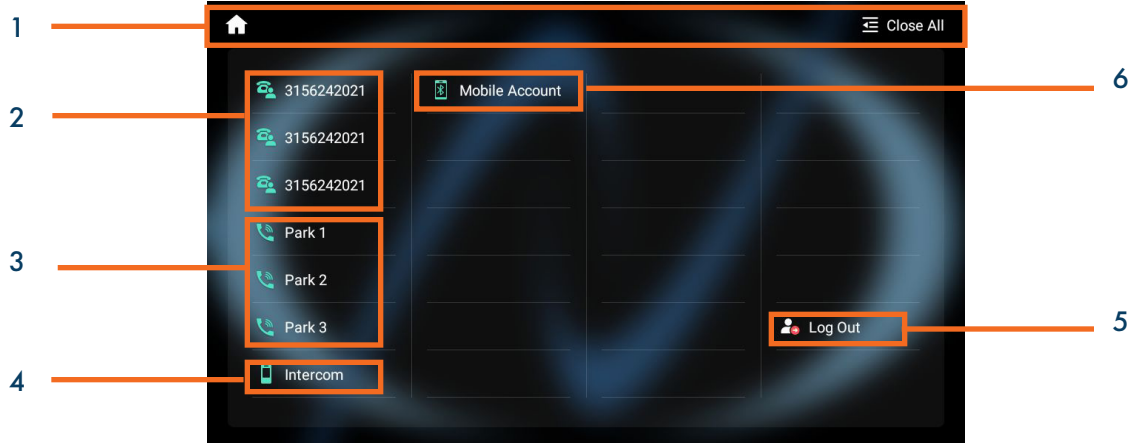 1
Close All
6
3156242021
Mobile Account
2
3156242021
3156242021
Park 1
3
Park 2
5
Park 3
Log Out
4
Intercom